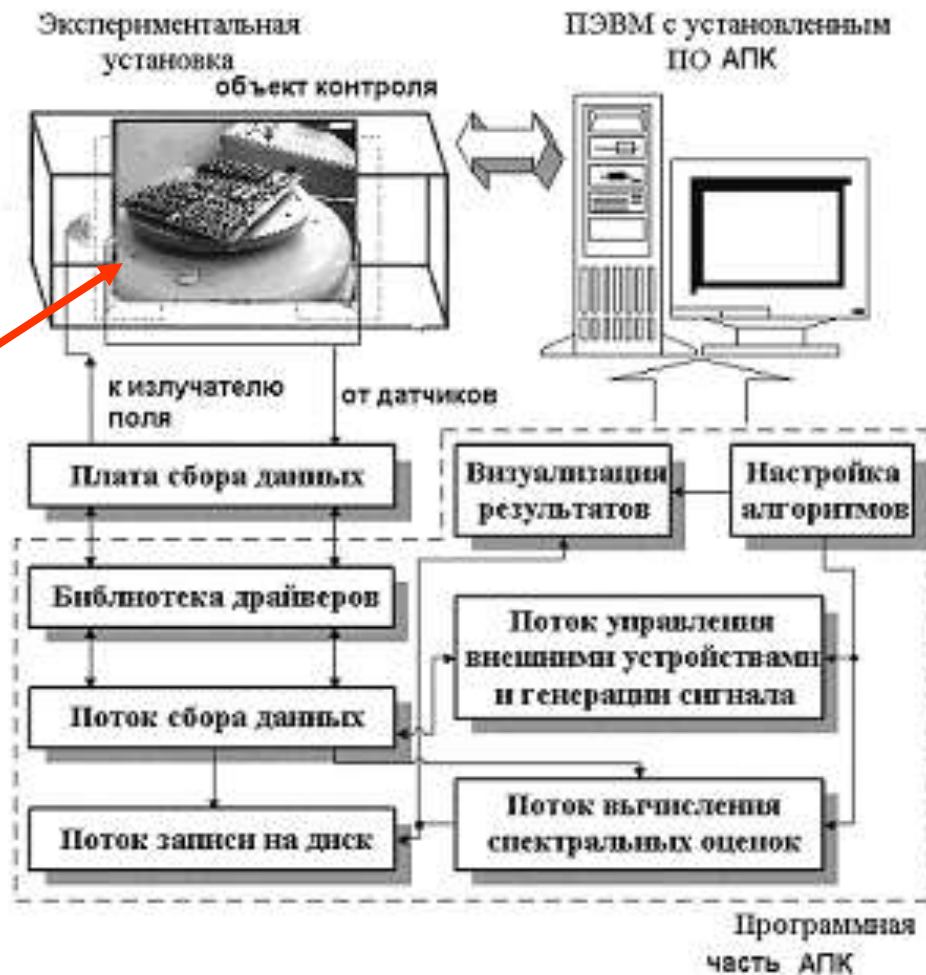 Экспериментальная
установка
объект контроля
ПЭВМ с установленным
ПО АПК
к излучателю
поля
от датчиков
Плата сбора данных
Визуализация
результатов
Настройка
алгоритмов
Библиотека драйверов
Поток управления
внешними устройствами
и генерации сигнала
Поток сбора данных
Поток вычисления
спектральных оценок
Поток записи на диск
Программная
часть АПК